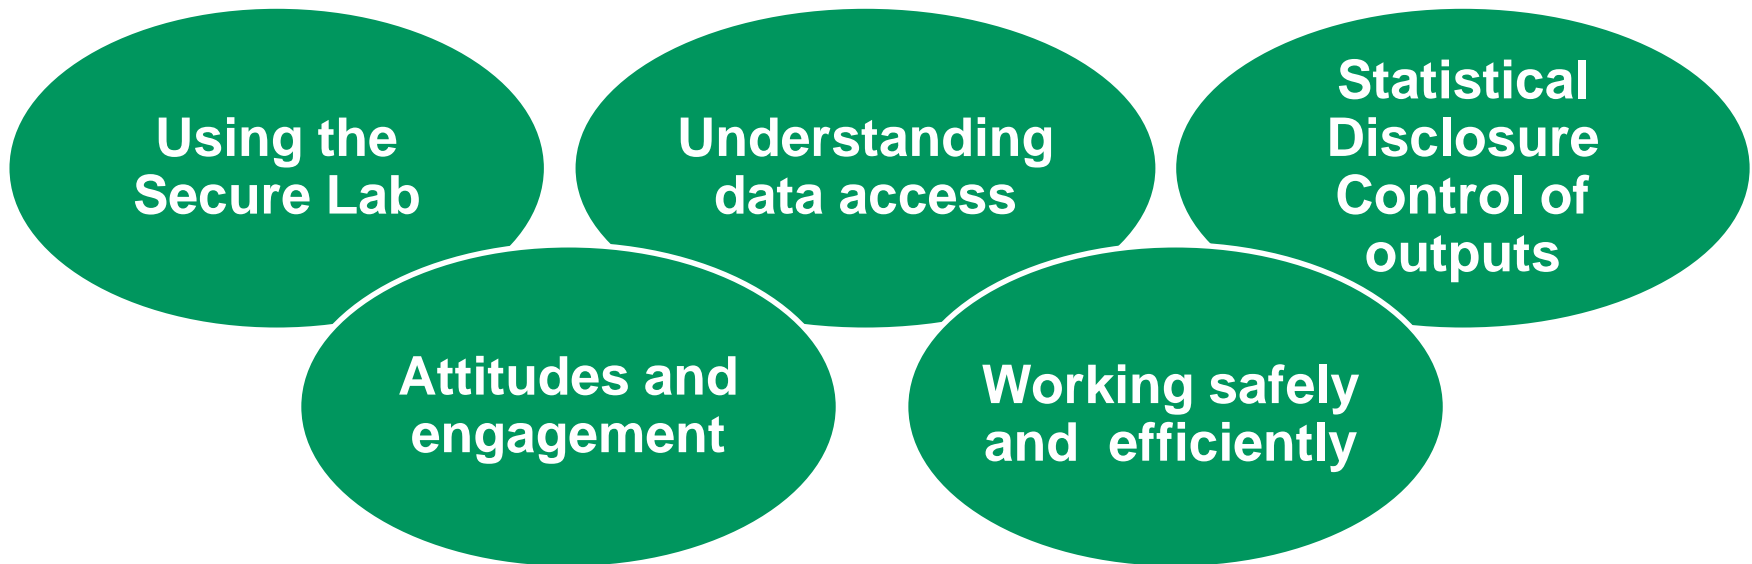 Using the
Secure Lab
Understanding
data access
Statistical
Disclosure
Control of
outputs
Attitudes and
engagement
Working safely
and  efficiently